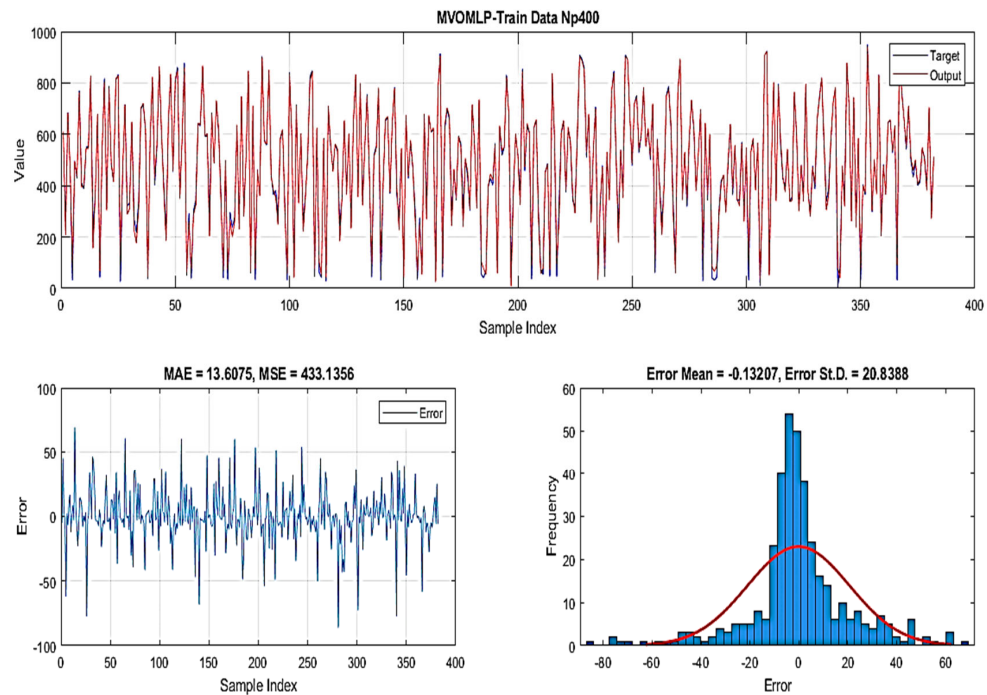 MVOMLP-Train Data Np400
1000
800
600
400
200
0
Value
Target
Output
0 50 100 150 200 250 300 350 400
Sample Index
MAE = 13.6075, MSE = 433.1356
100
50
0
-50
-100
Error
Error
0 50 100 150 200 250 300 350 400
Sample Index
Error Mean = -0.13207, Error St.D. = 20.8388
60
50
40
30
20
10
0
Frequency
-80 -60 -40 -20 0 20 40 60
Error